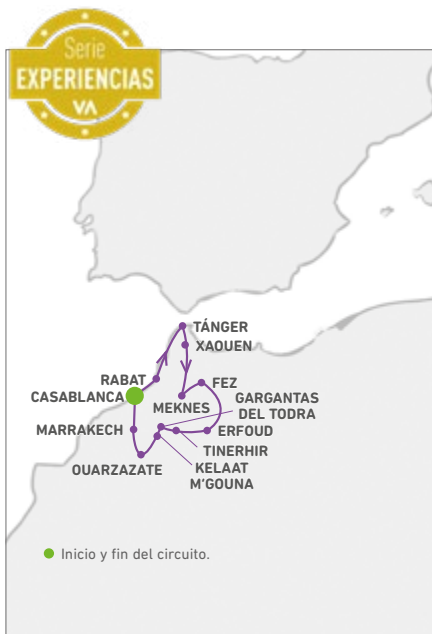 Serie
EXPERIENCIAS
VA
TÁNGER
XAOUEN
RABAT
CASABLANCA
FEZ
MEKNES
GARGANTAS
DEL TODRA
MARRAKECH
ERFOUD
TINERHIR
OUARZAZATE
KELAAT
M'GOUNA
Inicio y fin del circuito.